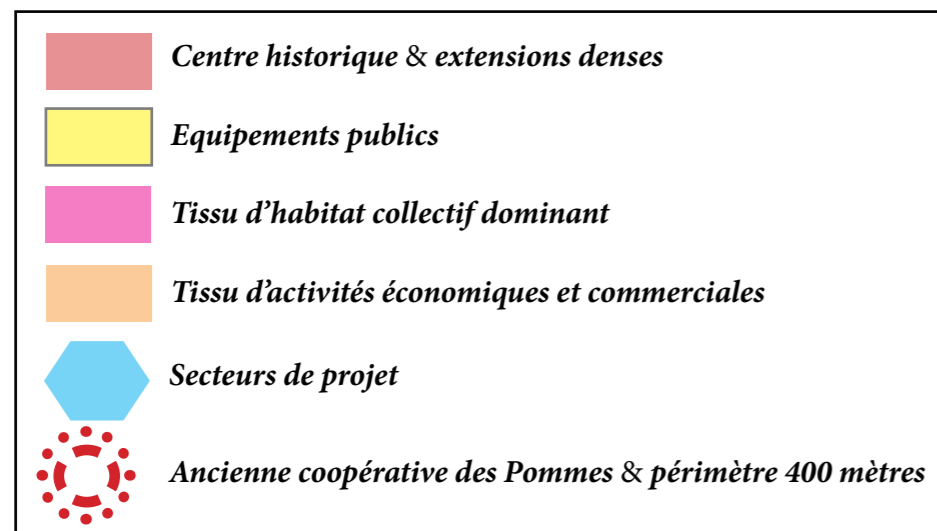 Centre historique & extensions denses
Equipements publics
Tissu d'habitat collectif dominant
Tissu d'activités économiques et commerciales
Secteurs de projet
Ancienne coopérative des Pommes & périmètre 400 mètres